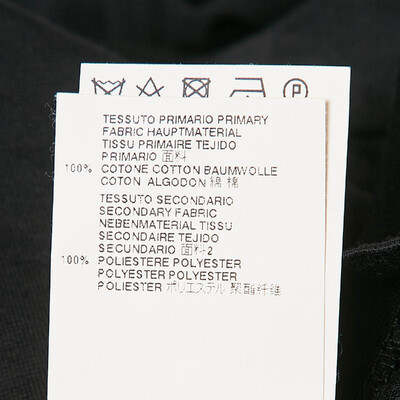 P
TESSUTO PRIMARIO PRIMARY
FABRIC HAUPTMATERIAL
TISSU PRIMAIRE TEJIDO
PRIMARIO 面料
100% COTONE COTTON BAUMWOLLE
COTON ALGODON 綿 棉
TESSUTO SECONDARIO
SECONDARY FABRIC
NEBENMATERIAL TISSU
SECONDAIRE TEJIDO
SECUNDARIO 面料2
100% POLIESTERE POLYESTER
POLYESTER POLYESTER
POLIESTER ポリエステル 聚酯纤维